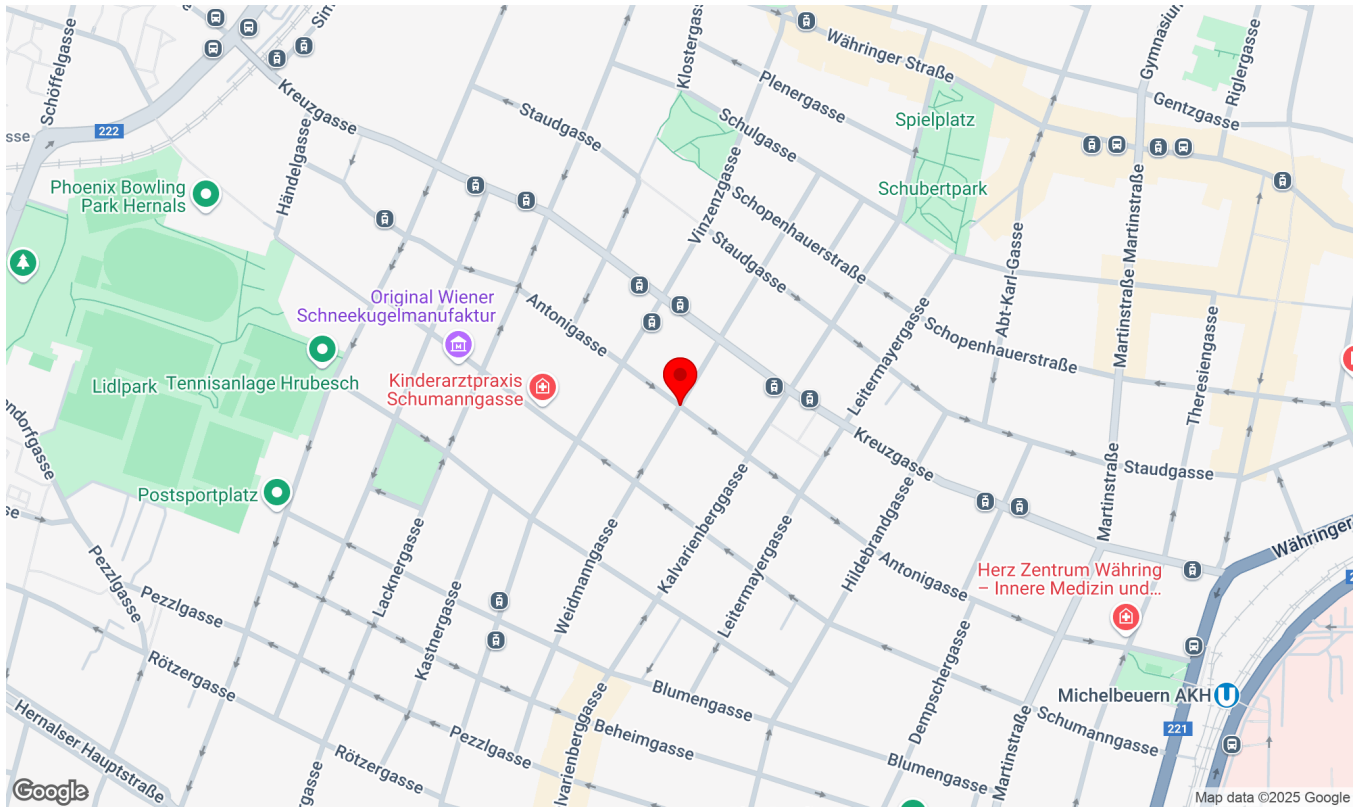 Schöffelgasse
222
sse
Kreuzgasse
Händelgasse
Staudgasse
Klostergasse
Währinger Straße
Plenergasse
Schulgasse
Spielplatz
Schubertpark
Gentzgasse
Riglergasse
Phoenix Bowling
Park Hernals
Vinzenzgasse
Schopenhauerstraße
Staudgasse
Martinstraße
Martinstraße
Abt-Karl-Gasse
Original Wiener
Schneekugelmanufaktur
Antonigasse
Leitermayergasse
Schopenhauerstraße
Theresiengasse
Lidlpark
Tennisanlage Hrubesch
Kinderarztpraxis
Schumanngasse
Kreuzgasse
Staudgasse
Martinstraße
Postsportplatz
Pezzlgasse
Pezzlgasse
Lacknergasse
Kastnergasse
Weidmanngasse
Kalvarienberggasse
Leitermayergasse
Hildebrandgasse
Antonigasse
Herz Zentrum Währing
– Innere Medizin und...
Rötzergasse
Hernalser Hauptstraße
Blumengasse
Beheimgasse
Pezzlgasse
Rötzergasse
Dempschergasse
Blumengasse
Martinstraße
Schumanngasse
Michelbeuern AKH
U
221
Google
Map data ©2025 Google